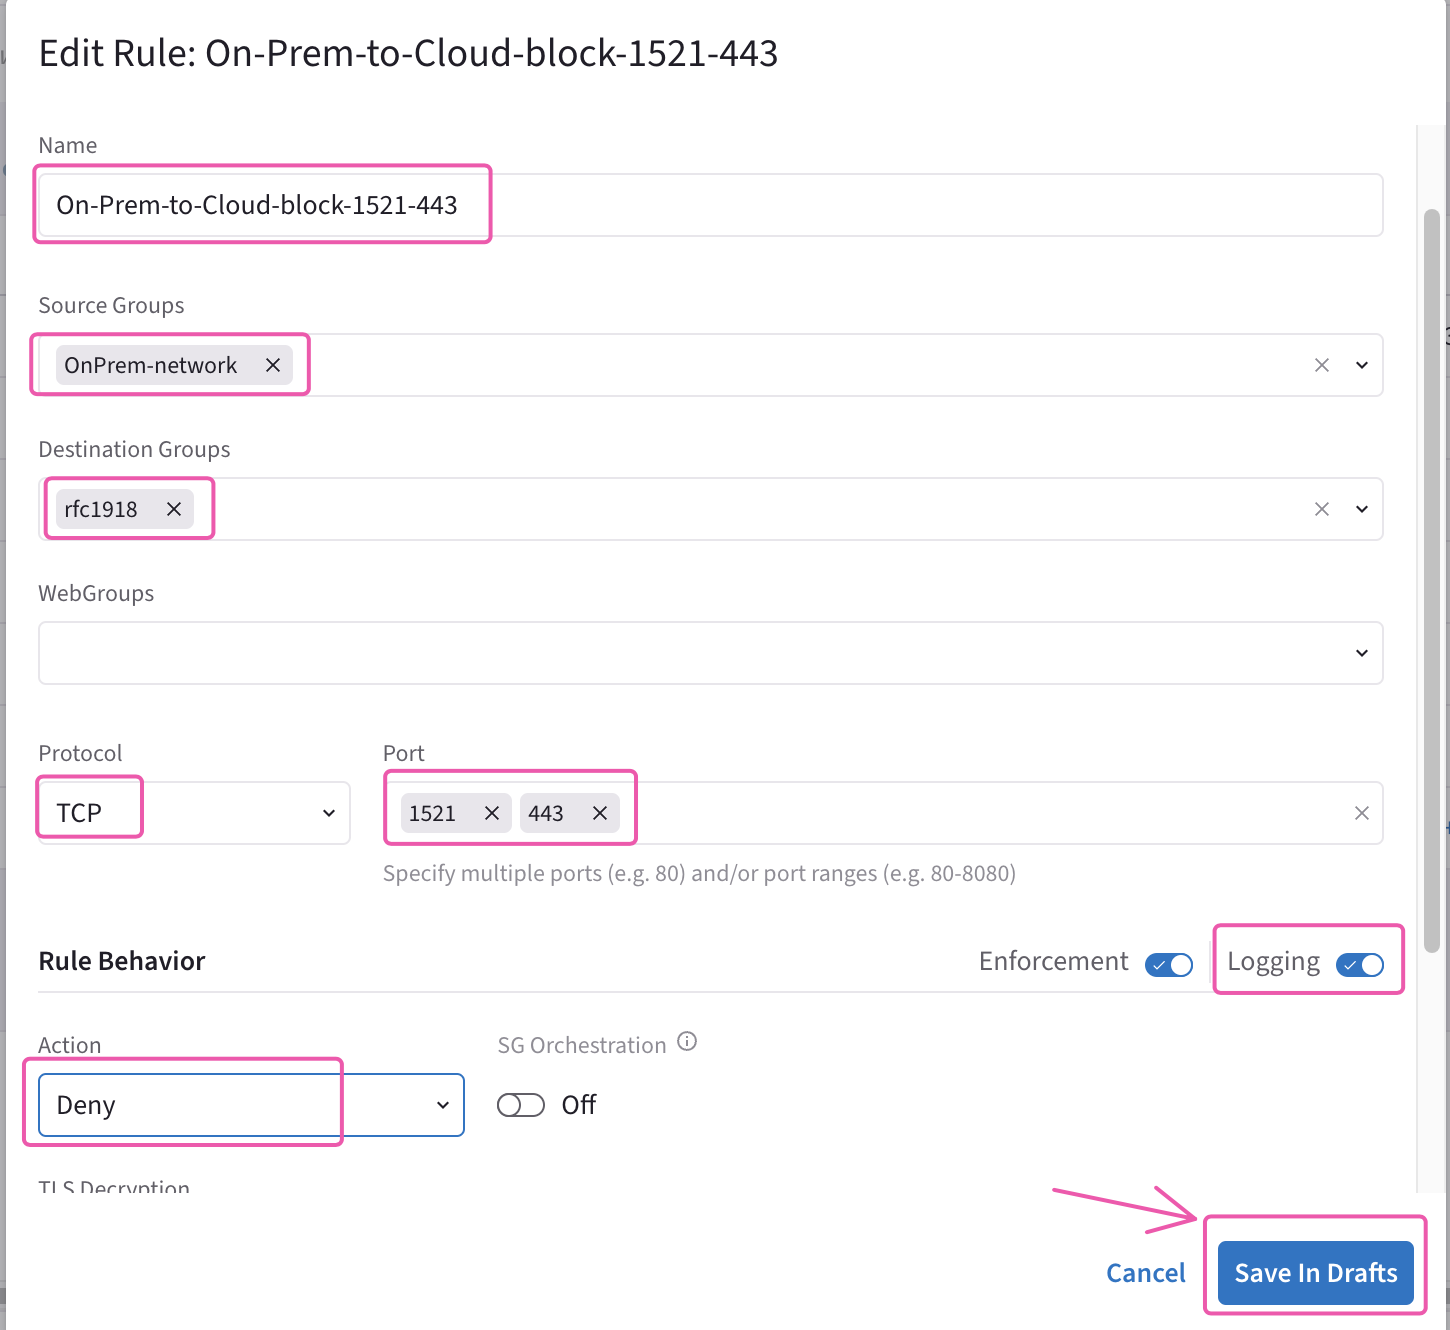 Edit Rule: On-Prem-to-Cloud-block-1521-443
Name
On-Prem-to-Cloud-block-1521-443
Source Groups
OnPrem-network
Destination Groups
rfc1918
WebGroups
Protocol
Port
TCP
1521 443
Specify multiple ports (e.g. 80) and/or port ranges (e.g. 80-8080)
Rule Behavior
Enforcement
Logging
Action
SG Orchestration
Deny
Off
TLS Decryption
Cancel
Save In Drafts